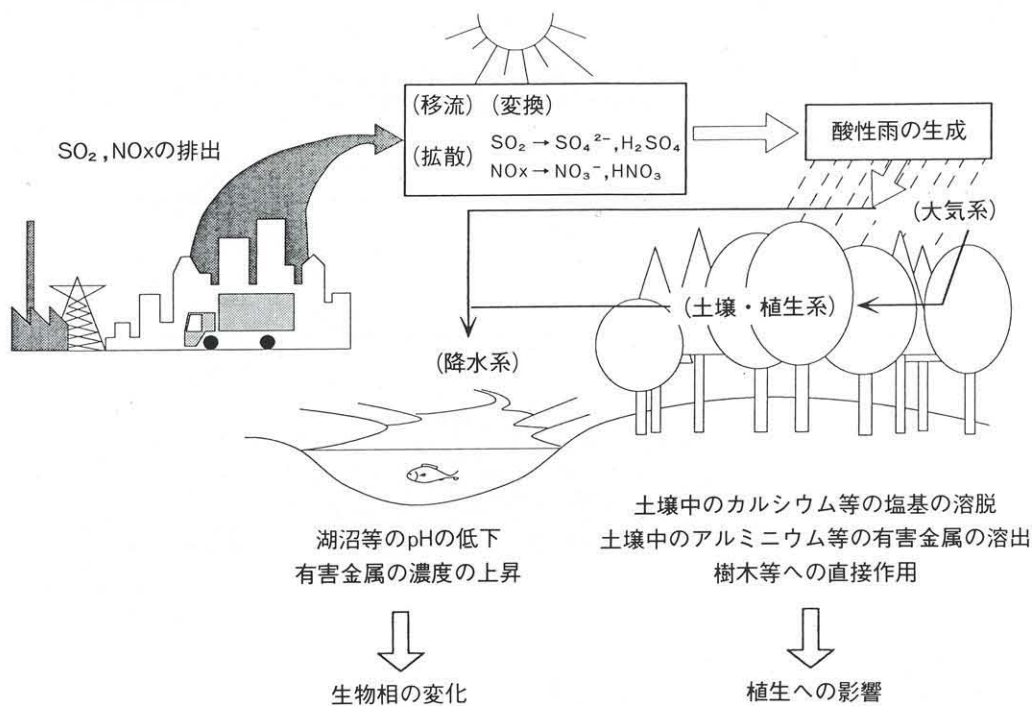 SO₂,NOxの排出
(移流) (変換)
(拡散) SO₂→SO₄²⁻,H₂SO₄
NOx→NO₃⁻,HNO₃
酸性雨の生成
(大気系)
(土壌・植生系)
(降水系)
湖沼等のpHの低下
有害金属の濃度の上昇
生物相の変化
土壌中のカルシウム等の塩基の溶脱
土壌中のアルミニウム等の有害金属の溶出
樹木等への直接作用
植生への影響